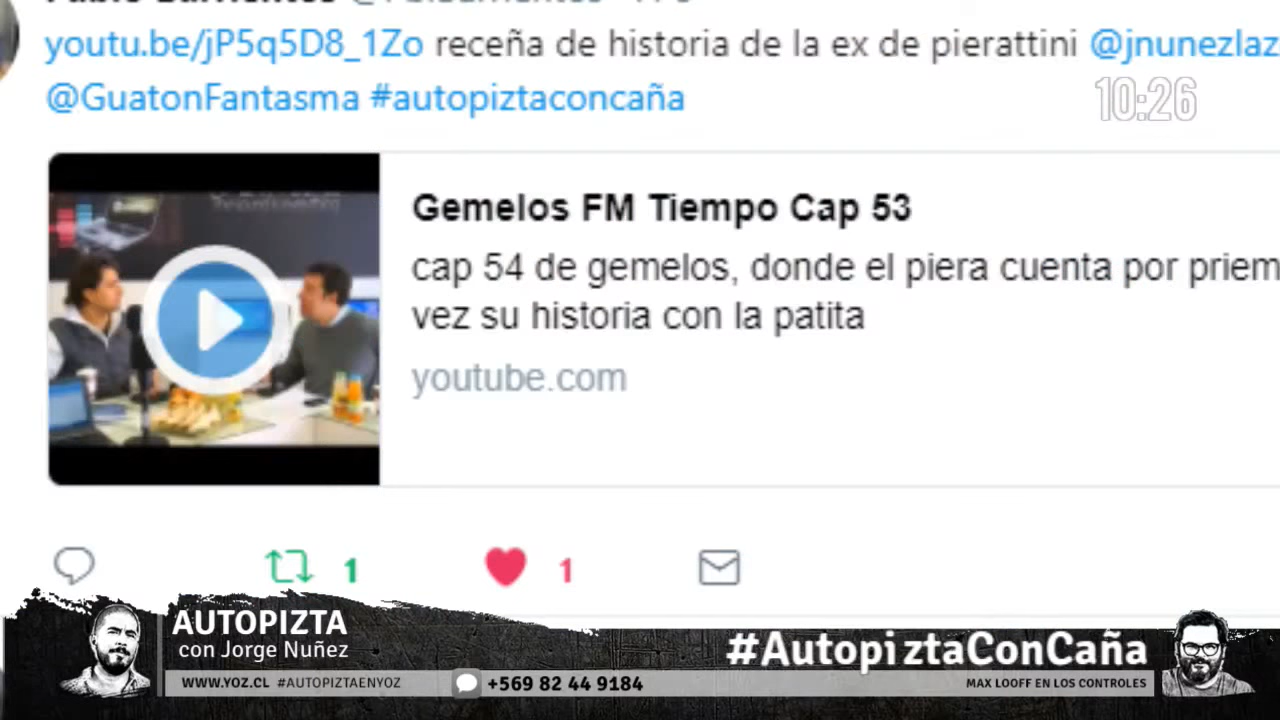 youtu.be/jP5q5D8_1Zo receña de historia de la ex de pierattini @jnunezlaz
@GuatonFantasma #autopiztaconcaña
10:26
Gemelos FM Tiempo Cap 53
cap 54 de gemelos, donde el piera cuenta por priem
vez su historia con la patita
youtube.com
1
1
AUTOPIZTA
con Jorge Nuñez
#AutopiztaConCaña
WWW.YOZ.CL #AUTOPIZTAENYOZ
+569 82 44 9184
MAX LOOFF EN LOS CONTROLES